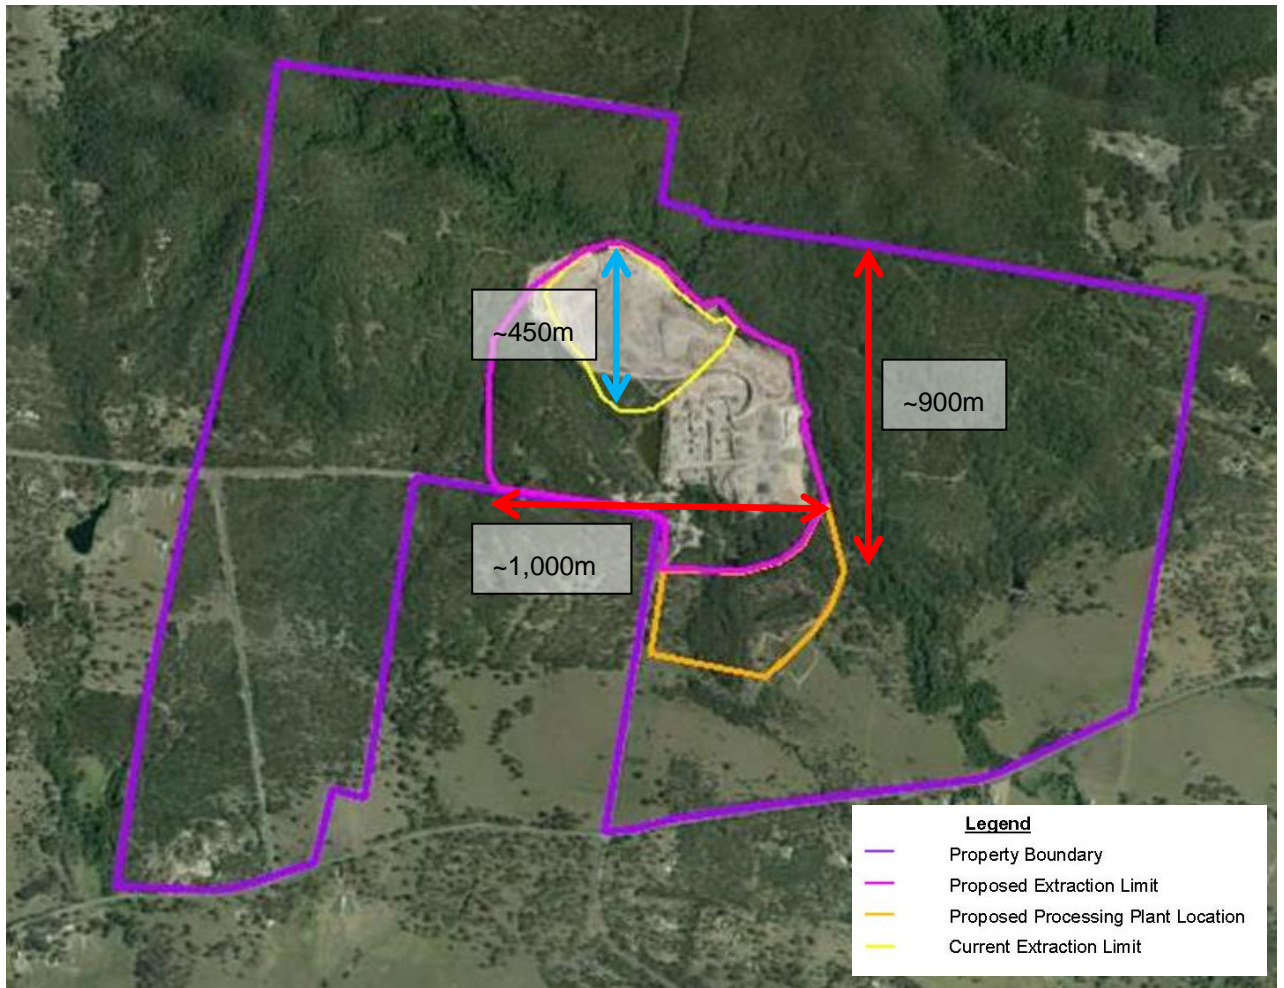 ~450m
~900m
~1,000m
Legend
Property Boundary
Proposed Extraction Limit
Proposed Processing Plant Location
Current Extraction Limit